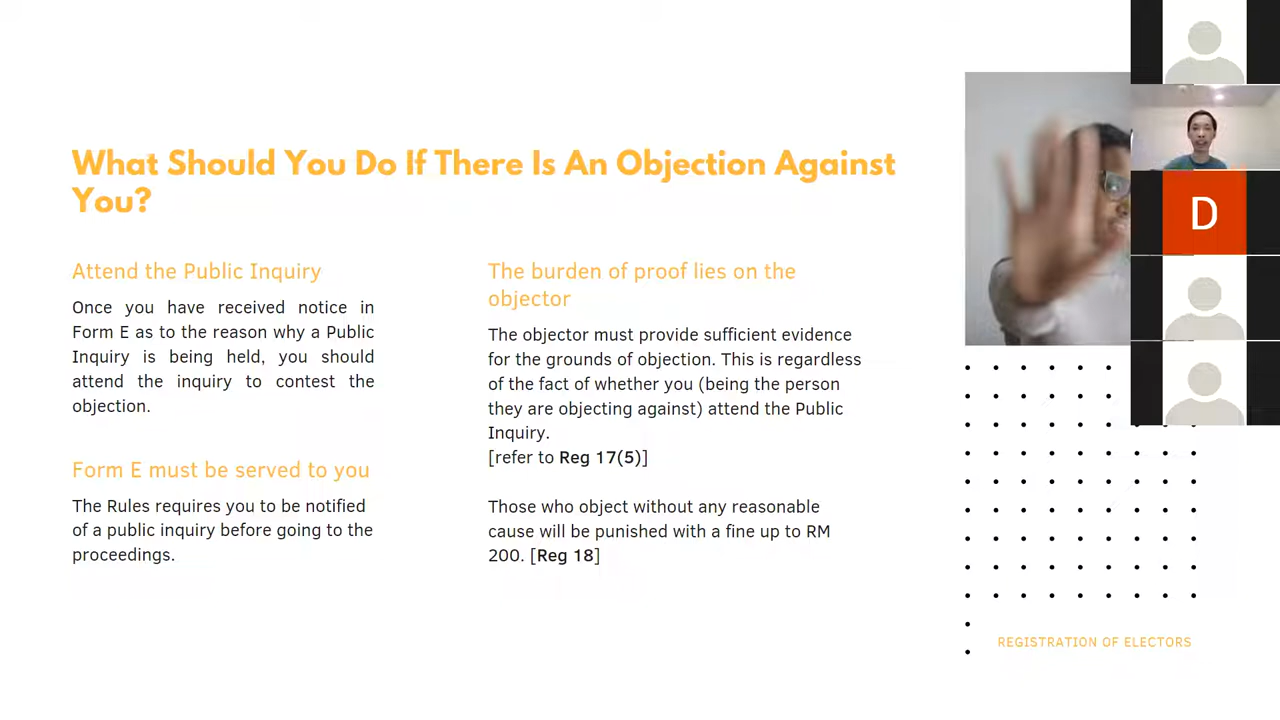 What Should You Do If There Is An Objection Against
You?
Attend the Public Inquiry
Once you have received notice in
Form E as to the reason why a Public
Inquiry is being held, you should
attend the inquiry to contest the
objection.
Form E must be served to you
The Rules requires you to be notified
of a public inquiry before going to the
proceedings.
The burden of proof lies on the
objector
The objector must provide sufficient evidence
for the grounds of objection. This is regardless
of the fact of whether you (being the person
they are objecting against) attend the Public
Inquiry.
[refer to Reg 17(5)]
Those who object without any reasonable
cause will be punished with a fine up to RM
200. [Reg 18]
D
REGISTRATION OF ELECTORS